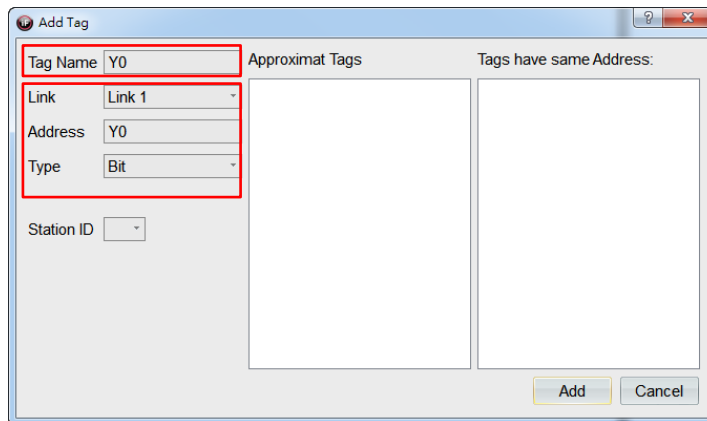 Add Tag
Tag Name Y0
Approximat Tags
Tags have same Address:
Link Link 1
Address Y0
Type Bit
Station ID
Add Cancel